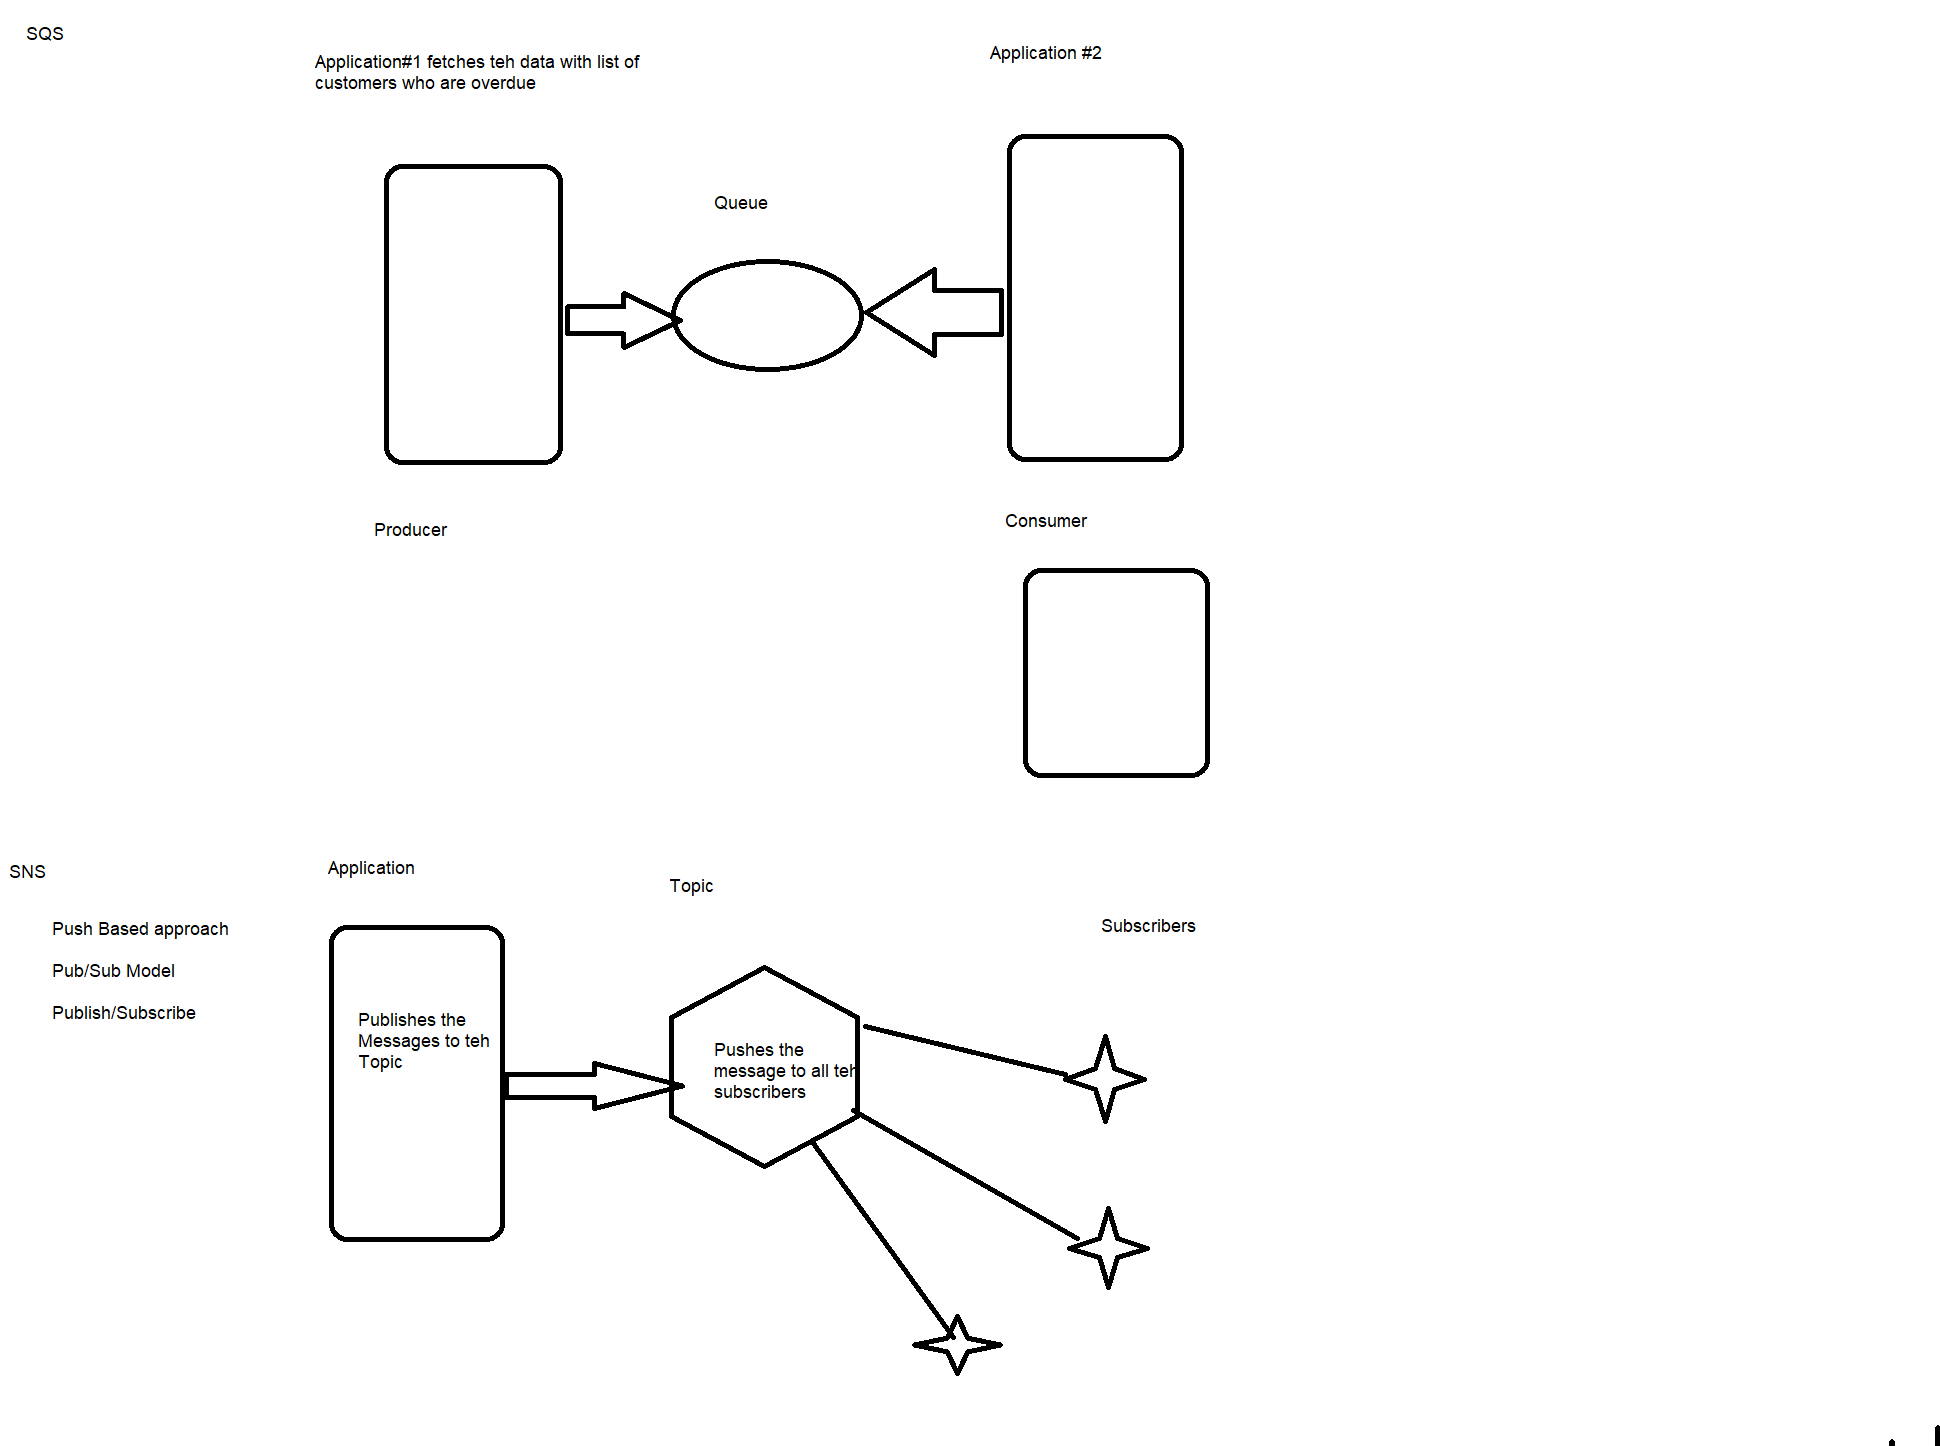 SQS
Application#1 fetches teh data with list of
customers who are overdue
Application #2
Queue
Producer
Consumer
SNS
Application
Topic
Subscribers
Push Based approach
Pub/Sub Model
Publish/Subscribe
Publishes the
Messages to teh
Topic
Pushes the
message to all teh
subscribers